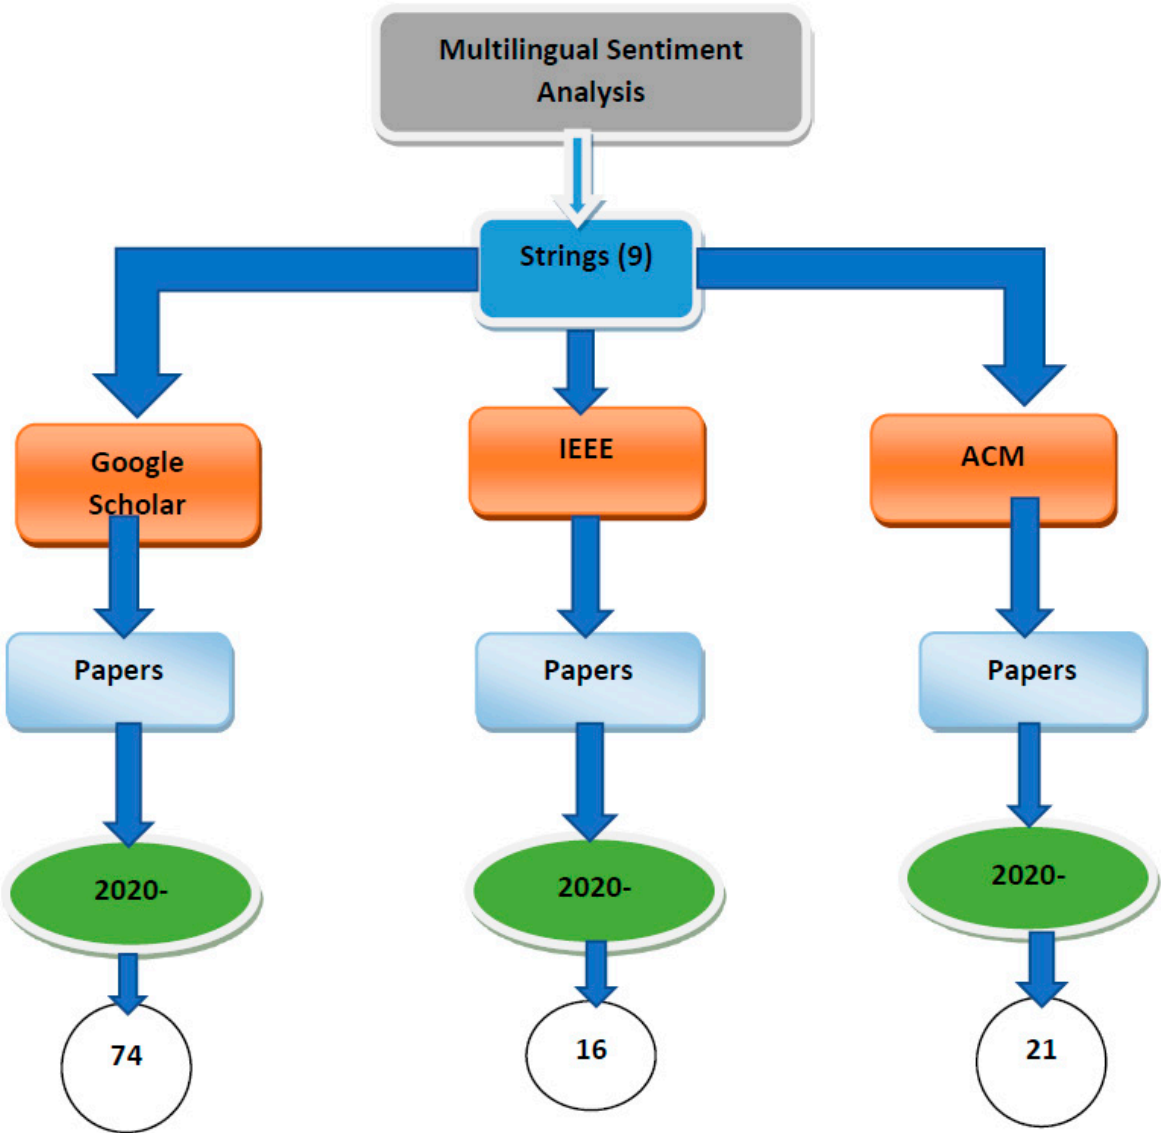 Multilingual Sentiment
Analysis
Strings (9)
Google
Scholar
IEEE
ACM
Papers
Papers
Papers
2020-
2020-
2020-
74
16
21